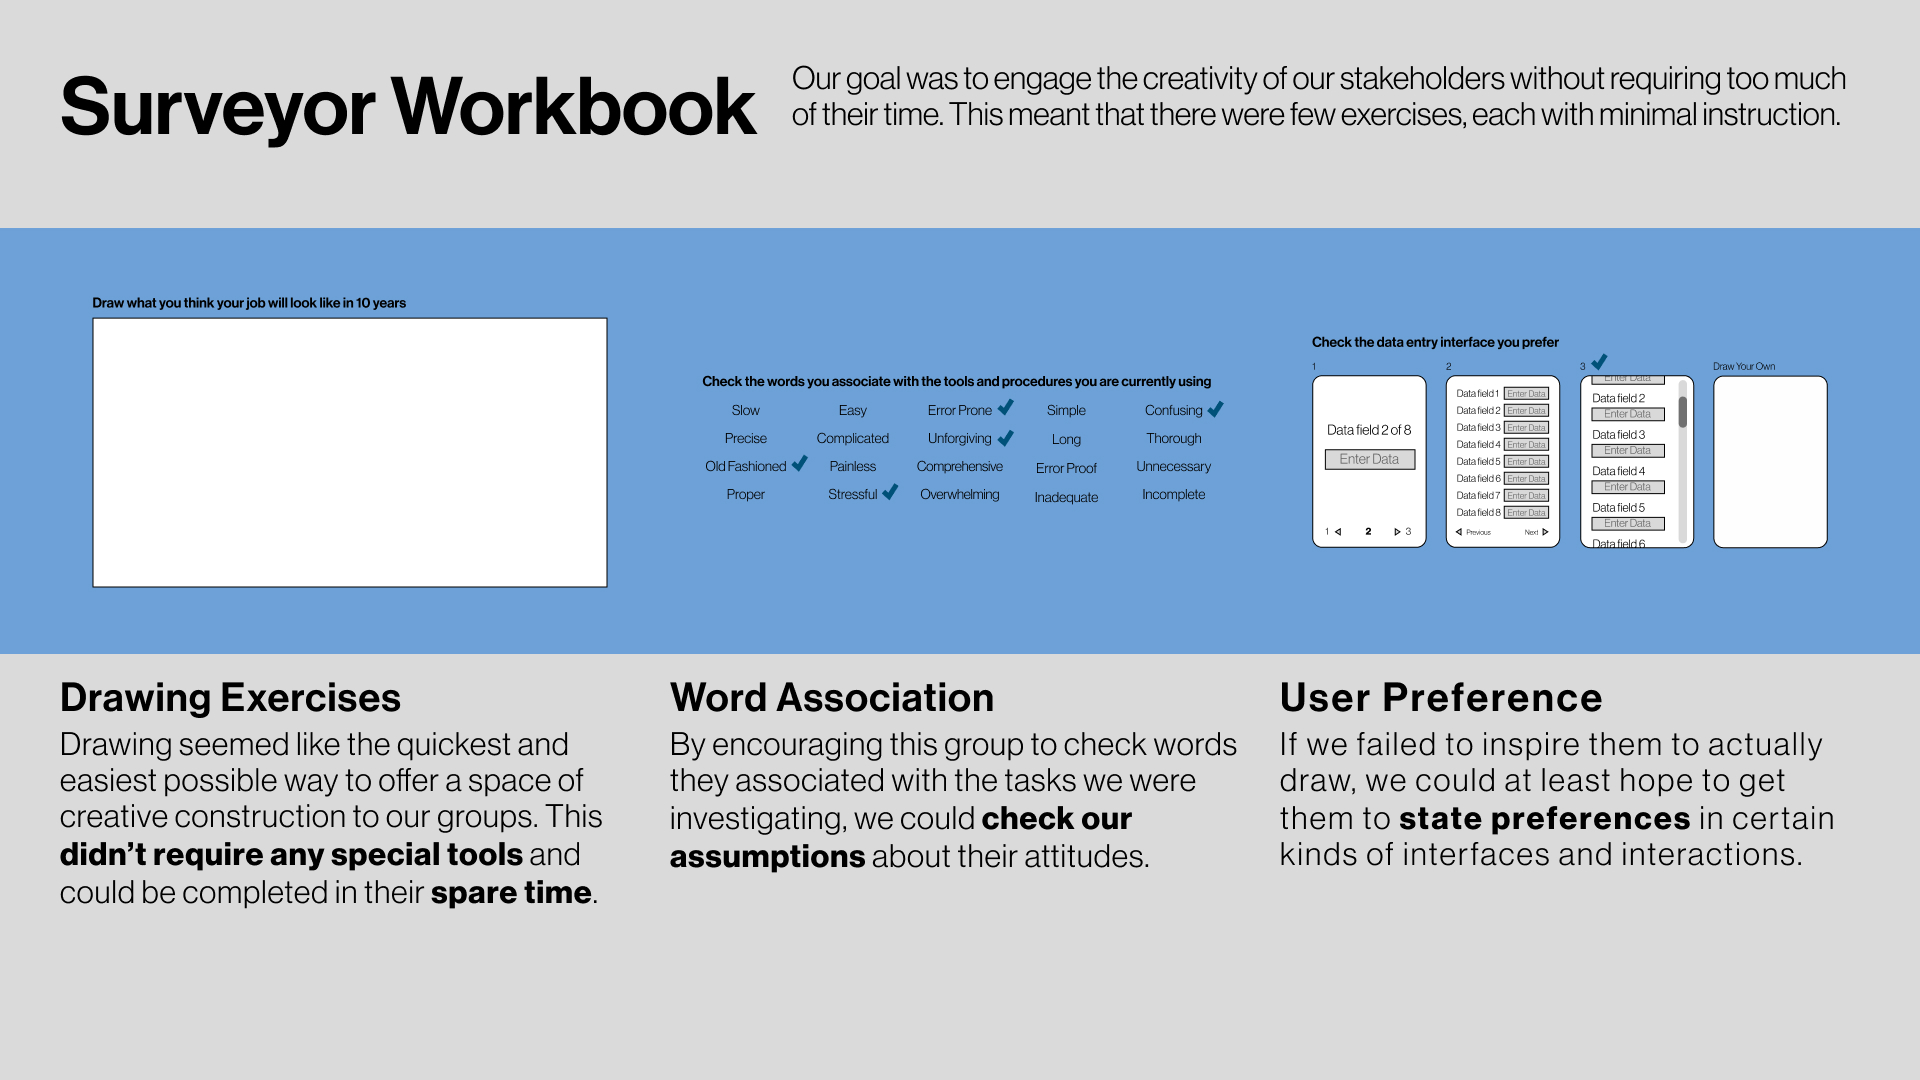 Surveyor Workbook
Our goal was to engage the creativity of our stakeholders without requiring too much
of their time. This meant that there were few exercises, each with minimal instruction.
Draw what you think your job will look like in 10 years
Check the words you associate with the tools and procedures you are currently using
Slow Easy Error Prone Simple Confusing
Precise Complicated Unforgiving Long Thorough
Old Fashioned Painless Comprehensive Error Proof Unnecessary
Proper Stressful Overwhelming Inadequate Incomplete
Check the data entry interface you prefer
1
Data field 2 of 8
Enter Data
1 2 3
2
Data field 1 Enter Data
Data field 2 Enter Data
Data field 3 Enter Data
Data field 4 Enter Data
Data field 5 Enter Data
Data field 6 Enter Data
Data field 7 Enter Data
Data field 8 Enter Data
Previous Next
3
Enter Data
Data field 2
Enter Data
Data field 3
Enter Data
Data field 4
Enter Data
Data field 5
Enter Data
Data field 6
Draw Your Own
Drawing Exercises
Drawing seemed like the quickest and
easiest possible way to offer a space of
creative construction to our groups. This
didn’t require any special tools and
could be completed in their spare time.
Word Association
By encouraging this group to check words
they associated with the tasks we were
investigating, we could check our
assumptions about their attitudes.
User Preference
If we failed to inspire them to actually
draw, we could at least hope to get
them to state preferences in certain
kinds of interfaces and interactions.